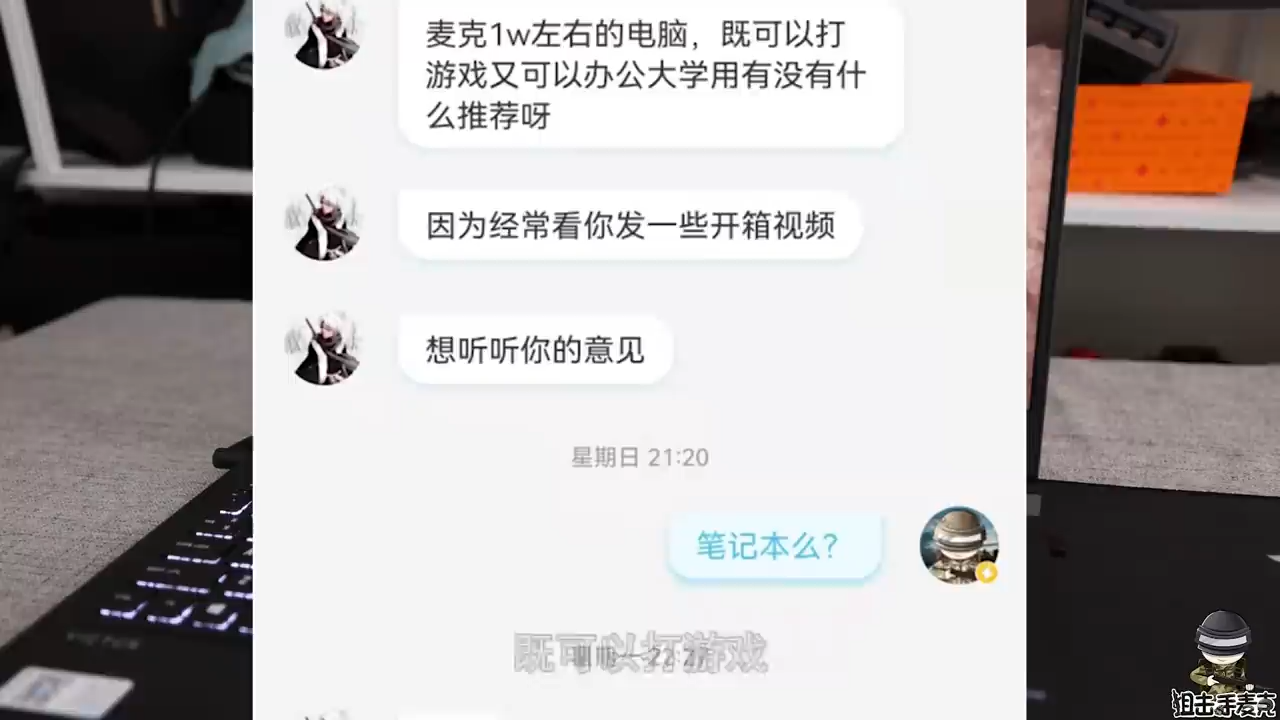 麦克1w左右的电脑，既可以打
游戏又可以办公大学用有没有什
么推荐呀
因为经常看你发一些开箱视频
想听听你的意见
星期日 21:20
笔记本么？
既可以打游戏
狙击手麦克